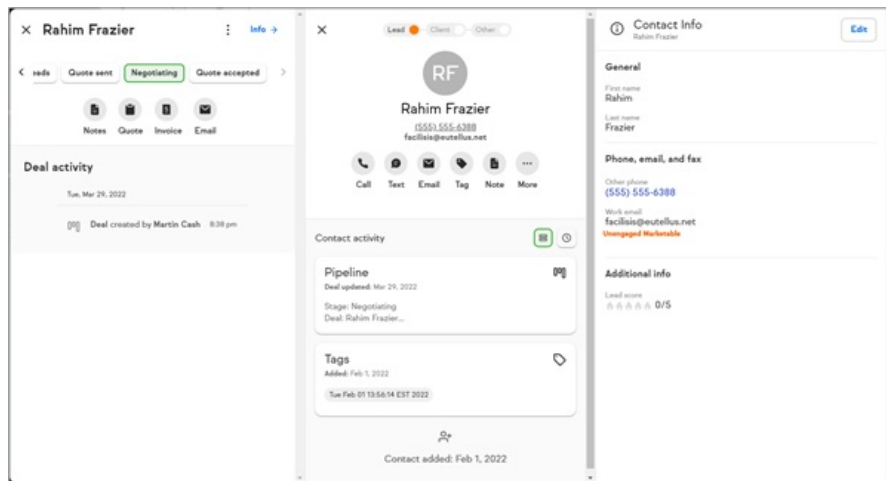 Rahim Frazier
Info →
eads
Quote sent
Negotiating
Quote accepted
Notes
Quote
Invoice
Email
Deal activity
Tue, Mar 29, 2022
Deal created by Martin Cash 8:38 pm
Lead
Client
Other
RF
Rahim Frazier
(555) 555-6388
facilisis@eutellus.net
Call
Text
Email
Tag
Note
More
Contact activity
Pipeline
Deal updated: Mar 29, 2022
Stage: Negotiating
Deal: Rahim Frazier...
Tags
Added: Feb 1, 2022
Tue Feb 01 13:56:14 EST 2022
Contact added: Feb 1, 2022
Contact Info
Rahim Frazier
Edit
General
First name
Rahim
Last name
Frazier
Phone, email, and fax
Other phone
(555) 555-6388
Work email
facilisis@eutellus.net
Unengaged Marketable
Additional info
Lead score
0/5